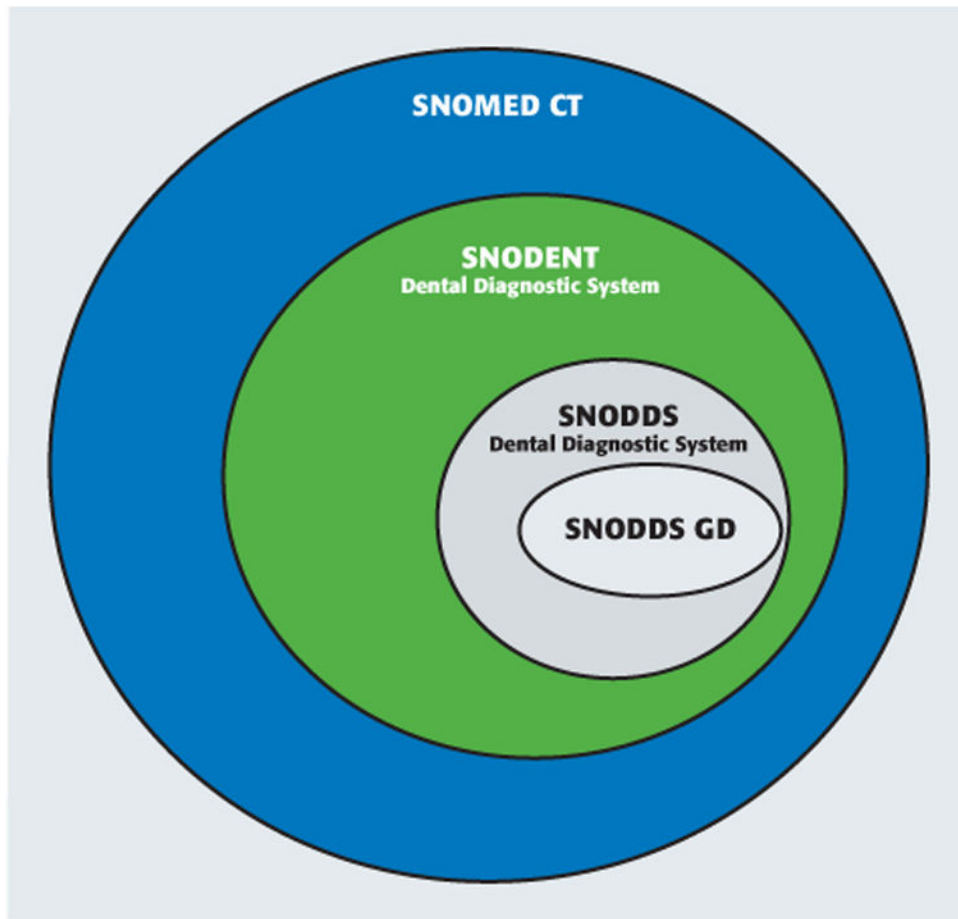 SNOMED CT
SNODENT
Dental Diagnostic System
SNODDS
Dental Diagnostic System
SNODDS GD